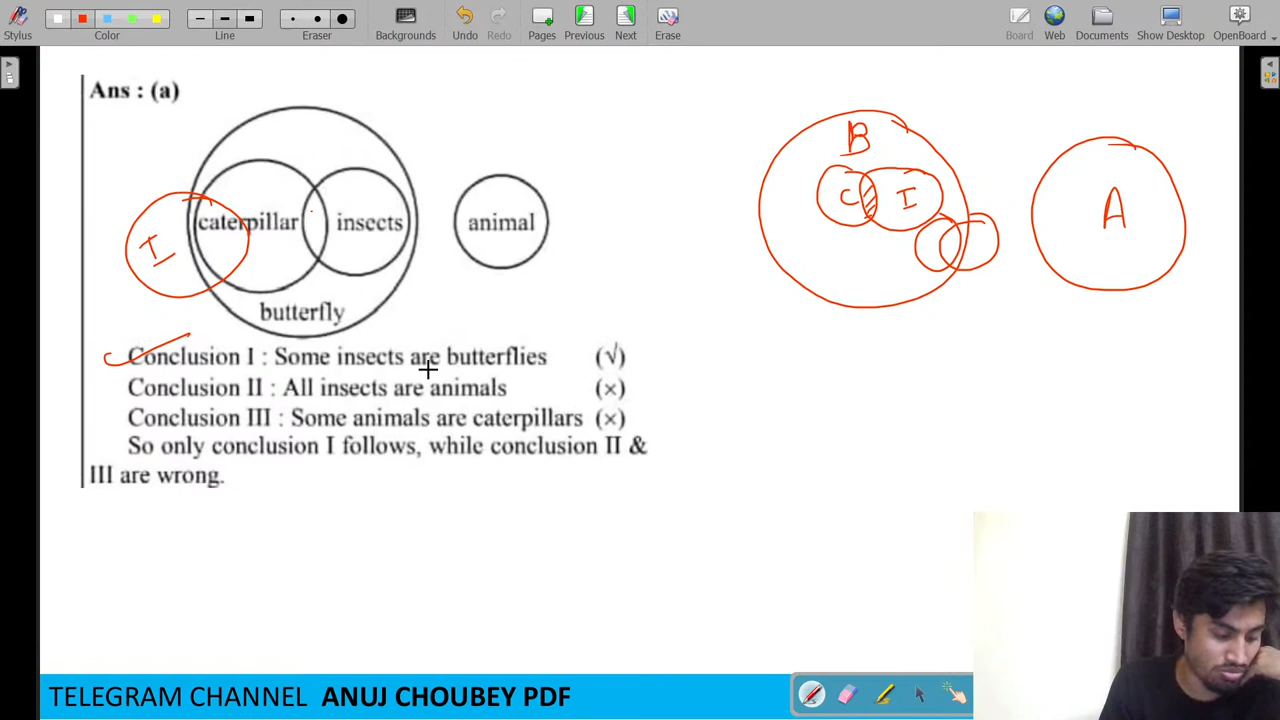 Stylus
Color
Line
Eraser
Backgrounds
Undo
Redo
Pages
Previous
Next
Erase
Board
Web
Documents
Show Desktop
OpenBoard
Ans : (a)
caterpillar
insects
animal
butterfly
I
B
C
I
A
Conclusion I : Some insects are butterflies (√)
Conclusion II : All insects are animals (×)
Conclusion III : Some animals are caterpillars (×)
So only conclusion I follows, while conclusion II &
III are wrong.
TELEGRAM CHANNEL ANUJ CHOUBEY PDF